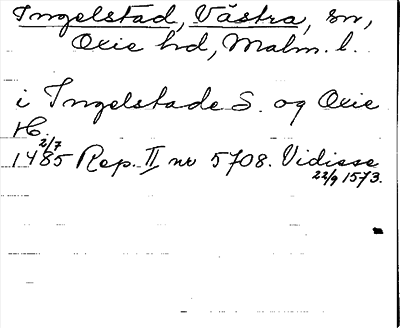 Ingelstad, Västra, sn,
Oxie hd, Malm. l.
i Ingelstade S. og Oxie
H.
2/7
1485 Rep. II nr 5708. Vidisse
22/9 1573.